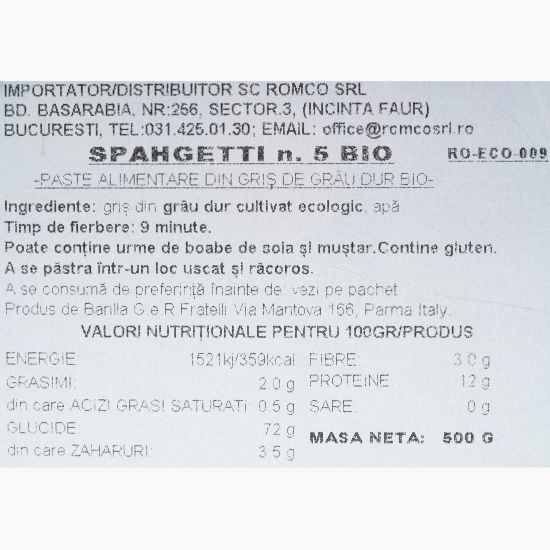 IMPORTATOR/DISTRIBUITOR SC ROMCO SRL
BD. BASARABIA, NR:256, SECTOR.3, (INCINTA FAUR)
BUCURESTI, TEL:031.425.01.30; EMAIL: office@romcosrl.ro
SPAHGETTI n. 5 BIO RO-ECO-009
-PASTE ALIMENTARE DIN GRIȘ DE GRÂU DUR BIO-
Ingrediente: griș din grâu dur cultivat ecologic, apă
Timp de fierbere: 9 minute.
Poate conține urme de boabe de soia și muștar.Contine gluten.
A se păstra într-un loc uscat și răcoros.
A se consumă de preferință înainte de: vezi pe pachet
Produs de Barilla G.e.R Fratelli Via Mantova 166, Parma Italy.
VALORI NUTRIȚIONALE PENTRU 100GR/PRODUS
ENERGIE: 1521kj/359kcal FIBRE: 3.0 g
GRASIMI: 2.0 g PROTEINE: 12 g
din care ACIZI GRASI SATURATI: 0,5 g SARE: 0 g
GLUCIDE: 72 g MASA NETA: 500 G
din care ZAHARURI: 3.5 g